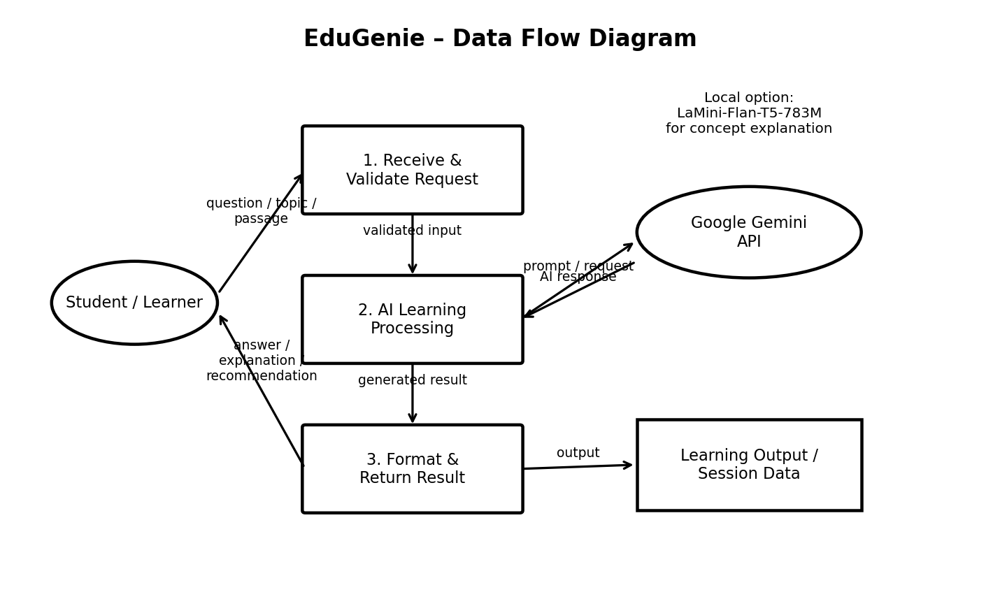 EduGenie – Data Flow Diagram
Local option:
LaMini-Flan-T5-783M
for concept explanation
1. Receive &
Validate Request
question / topic /
passage
validated input
Google Gemini
API
prompt / request
AI response
Student / Learner
2. AI Learning
Processing
answer /
explanation /
recommendation
generated result
3. Format &
Return Result
output
Learning Output /
Session Data